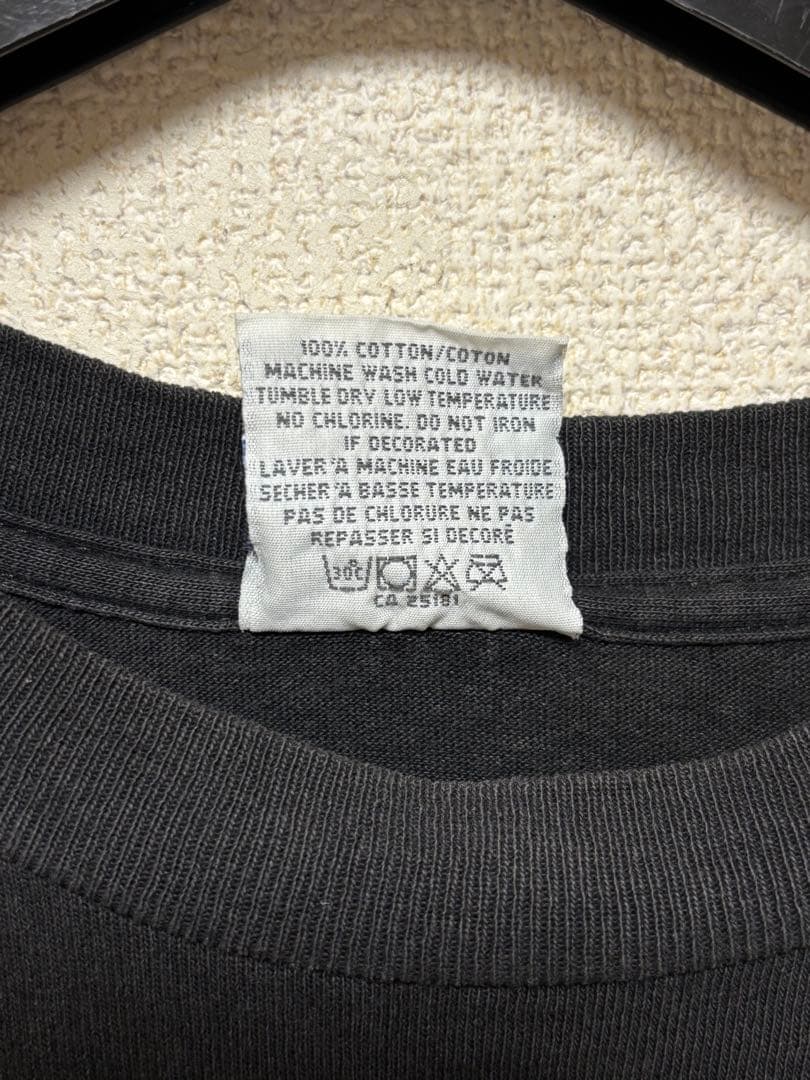 100% COTTON/COTON
MACHINE WASH COLD WATER
TUMBLE DRY LOW TEMPERATURE
NO CHLORINE. DO NOT IRON
IF DECORATED
LAVER 'A MACHINE EAU FROIDE
SECHER 'A BASSE TEMPERATURE
PAS DE CHLORURE NE PAS
REPASSER SI DECORÉ
30°C
CA 25181